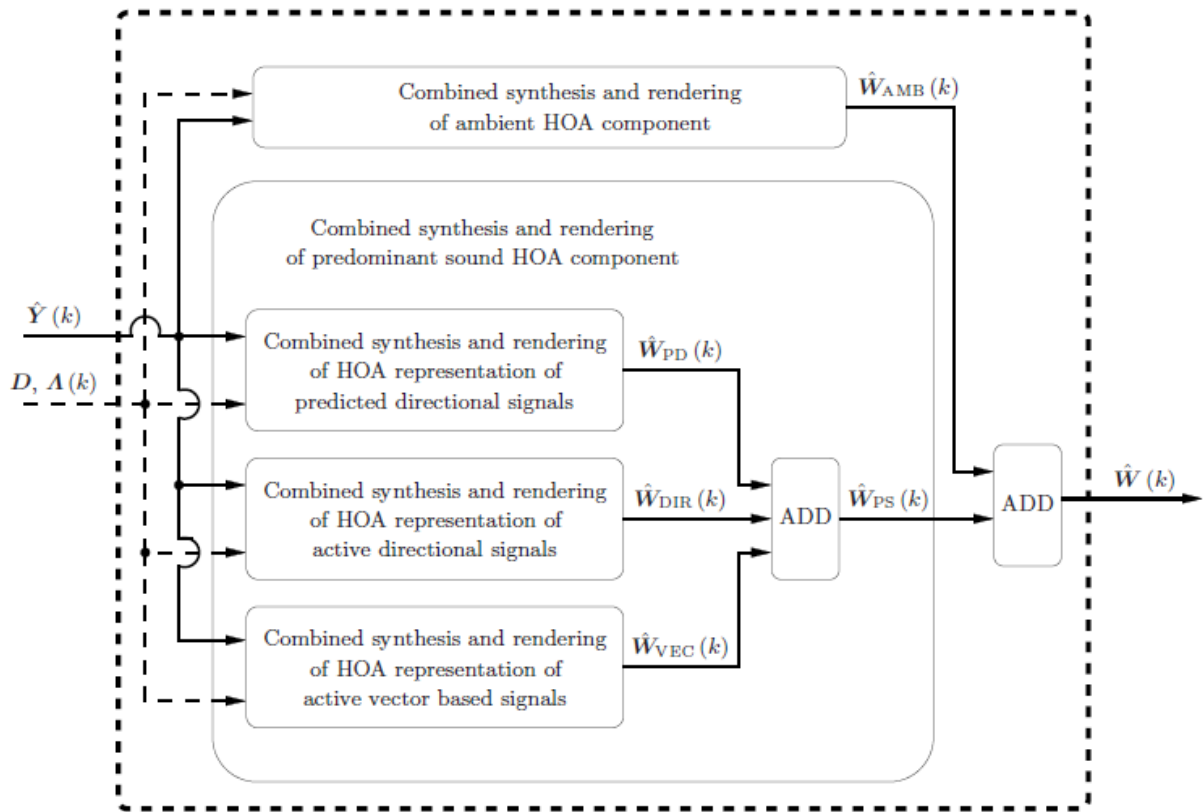 Combined synthesis and rendering
of ambient HOA component
Ŵ_AMB (k)
Combined synthesis and rendering
of predominant sound HOA component
Ŷ (k)
D, Λ(k)
Combined synthesis and rendering
of HOA representation of
predicted directional signals
Ŵ_PD (k)
Combined synthesis and rendering
of HOA representation of
active directional signals
Ŵ_DIR (k)
ADD
Ŵ_PS (k)
ADD
Ŵ (k)
Combined synthesis and rendering
of HOA representation of
active vector based signals
Ŵ_VEC (k)